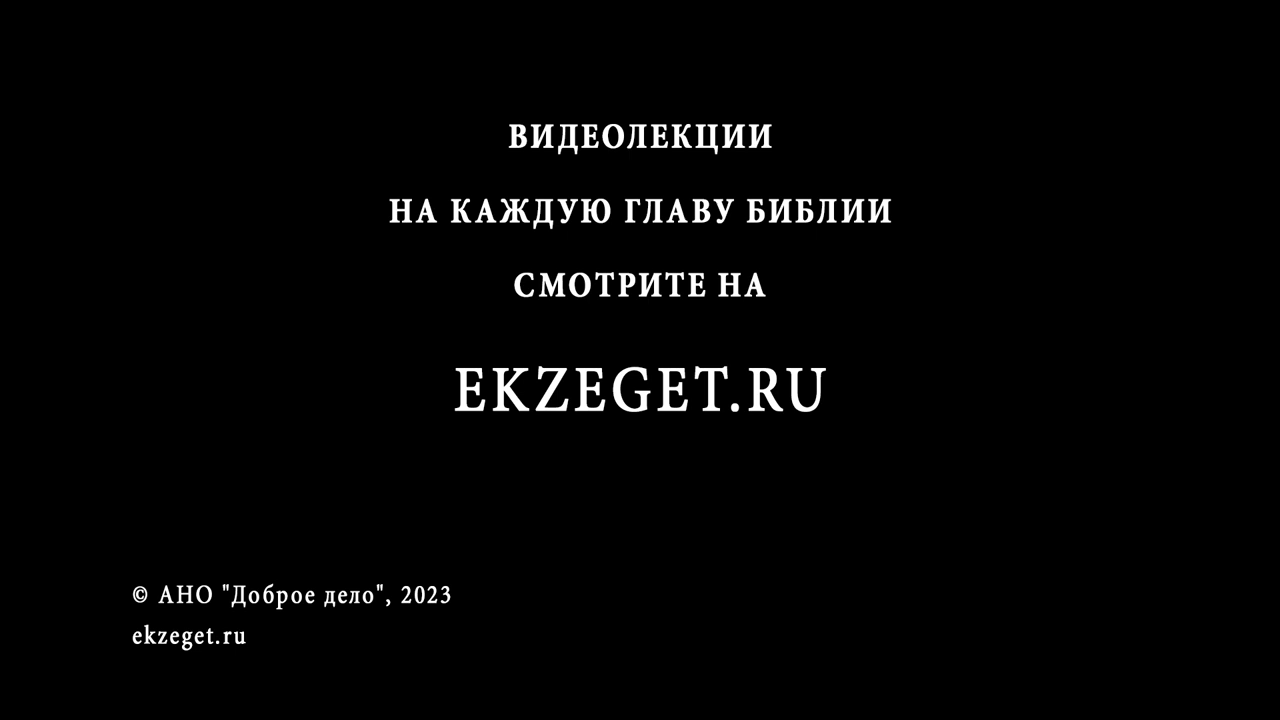 ВИДЕОЛЕКЦИИ
НА КАЖДУЮ ГЛАВУ БИБЛИИ
СМОТРИТЕ НА
EKZEGET.RU
© АНО "Доброе дело", 2023
ekzeget.ru